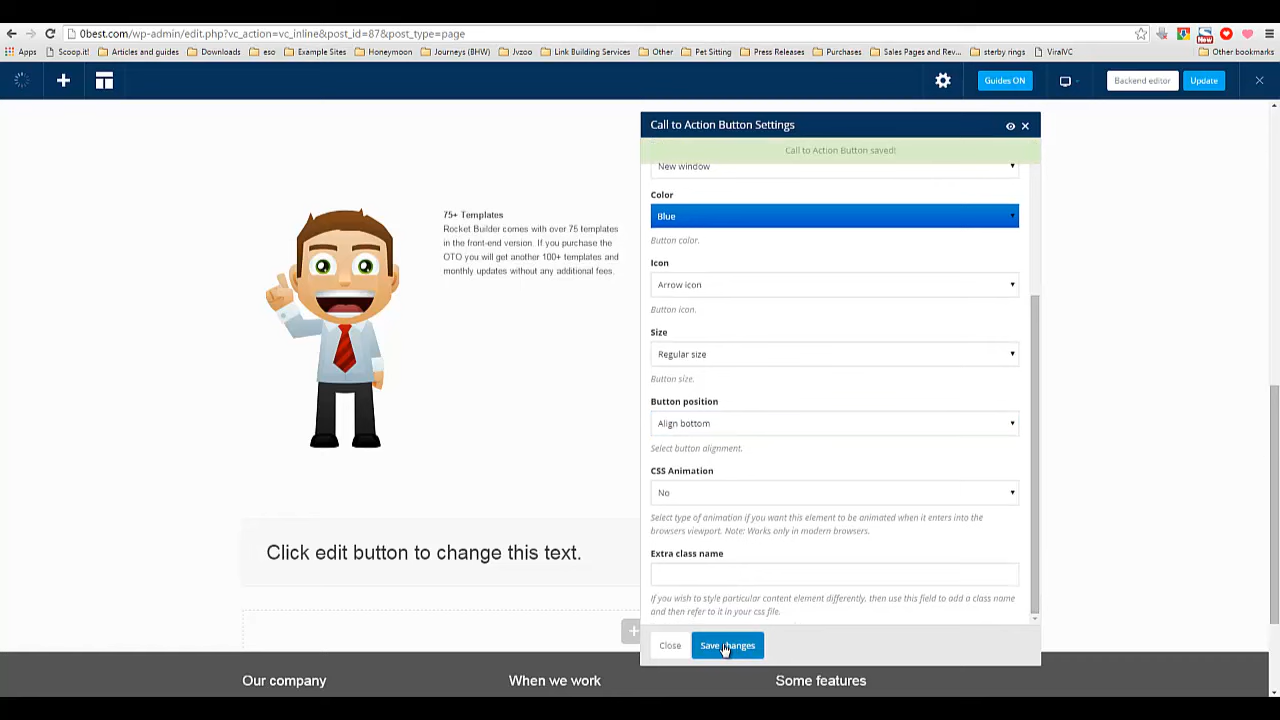 0best.com/wp-admin/edit.php?vc_action=vc_inline&post_id=87&post_type=page
Apps Scoop.it! Articles and guides Downloads eso Example Sites Honeymoon Journeys (BHW) Jvzoo Link Building Services Other Pet Sitting Press Releases Purchases Sales Pages and Rev... sterby rings ViralVC Other bookmarks
New
Guides ON Backend editor Update
Call to Action Button Settings
Call to Action Button saved!
New window
Color
Blue
Button color.
Icon
Arrow icon
Button icon.
Size
Regular size
Button size.
Button position
Align bottom
Select button alignment.
CSS Animation
No
Select type of animation if you want this element to be animated when it enters into the
browsers viewport. Note: Works only in modern browsers.
Extra class name
If you wish to style particular content element differently, then use this field to add a class name
and then refer to it in your css file.
Close Save changes
75+ Templates
Rocket Builder comes with over 75 templates
in the front-end version. If you purchase the
OTO you will get another 100+ templates and
monthly updates without any additional fees.
Click edit button to change this text.
Our company When we work Some features